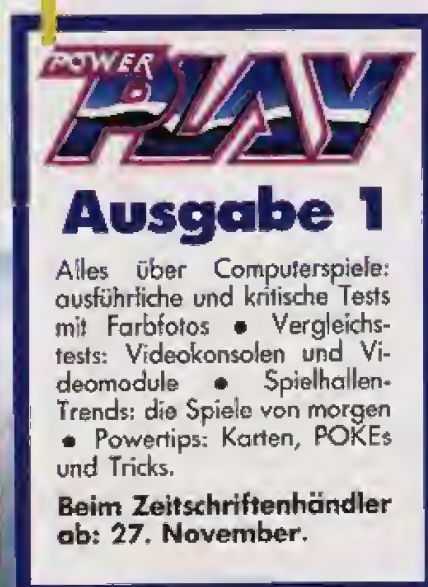 POWER
PLAY
Ausgabe 1
Alles über Computerspiele:
ausführliche und kritische Tests
mit Farbfotos ● Vergleichs-
tests: Videokonsolen und Vi-
deomodule ● Spielhallen-
Trends: die Spiele von morgen
● Powertips: Karten, POKEs
und Tricks.
Beim Zeitschriftenhändler
ab: 27. November.